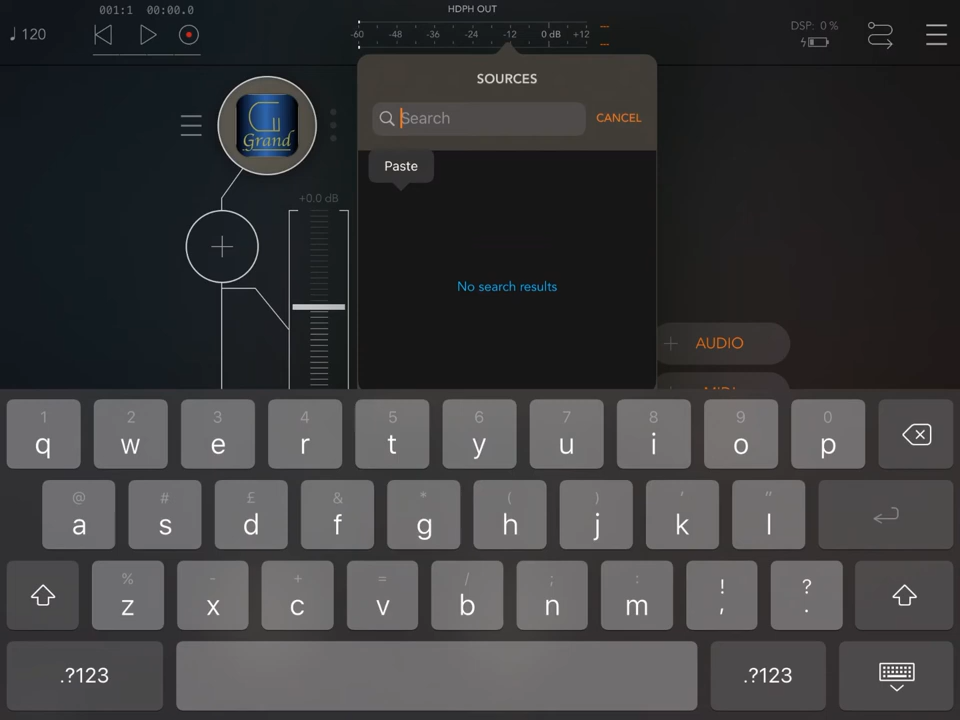 HDPH OUT
001:1 00:00.0
120
-60 -48 -36 -24 -12 0 dB +12
DSP: 0 %
SOURCES
Search
CANCEL
Grand
Paste
+0.0 dB
No search results
AUDIO
1 2 3 4 5 6 7 8 9 0
q w e r t y u i o p
@ # £ & * ( ) ' "
a s d f g h j k l
% - + = / ; : ! ?
z x c v b n m , .
.?123 .?123